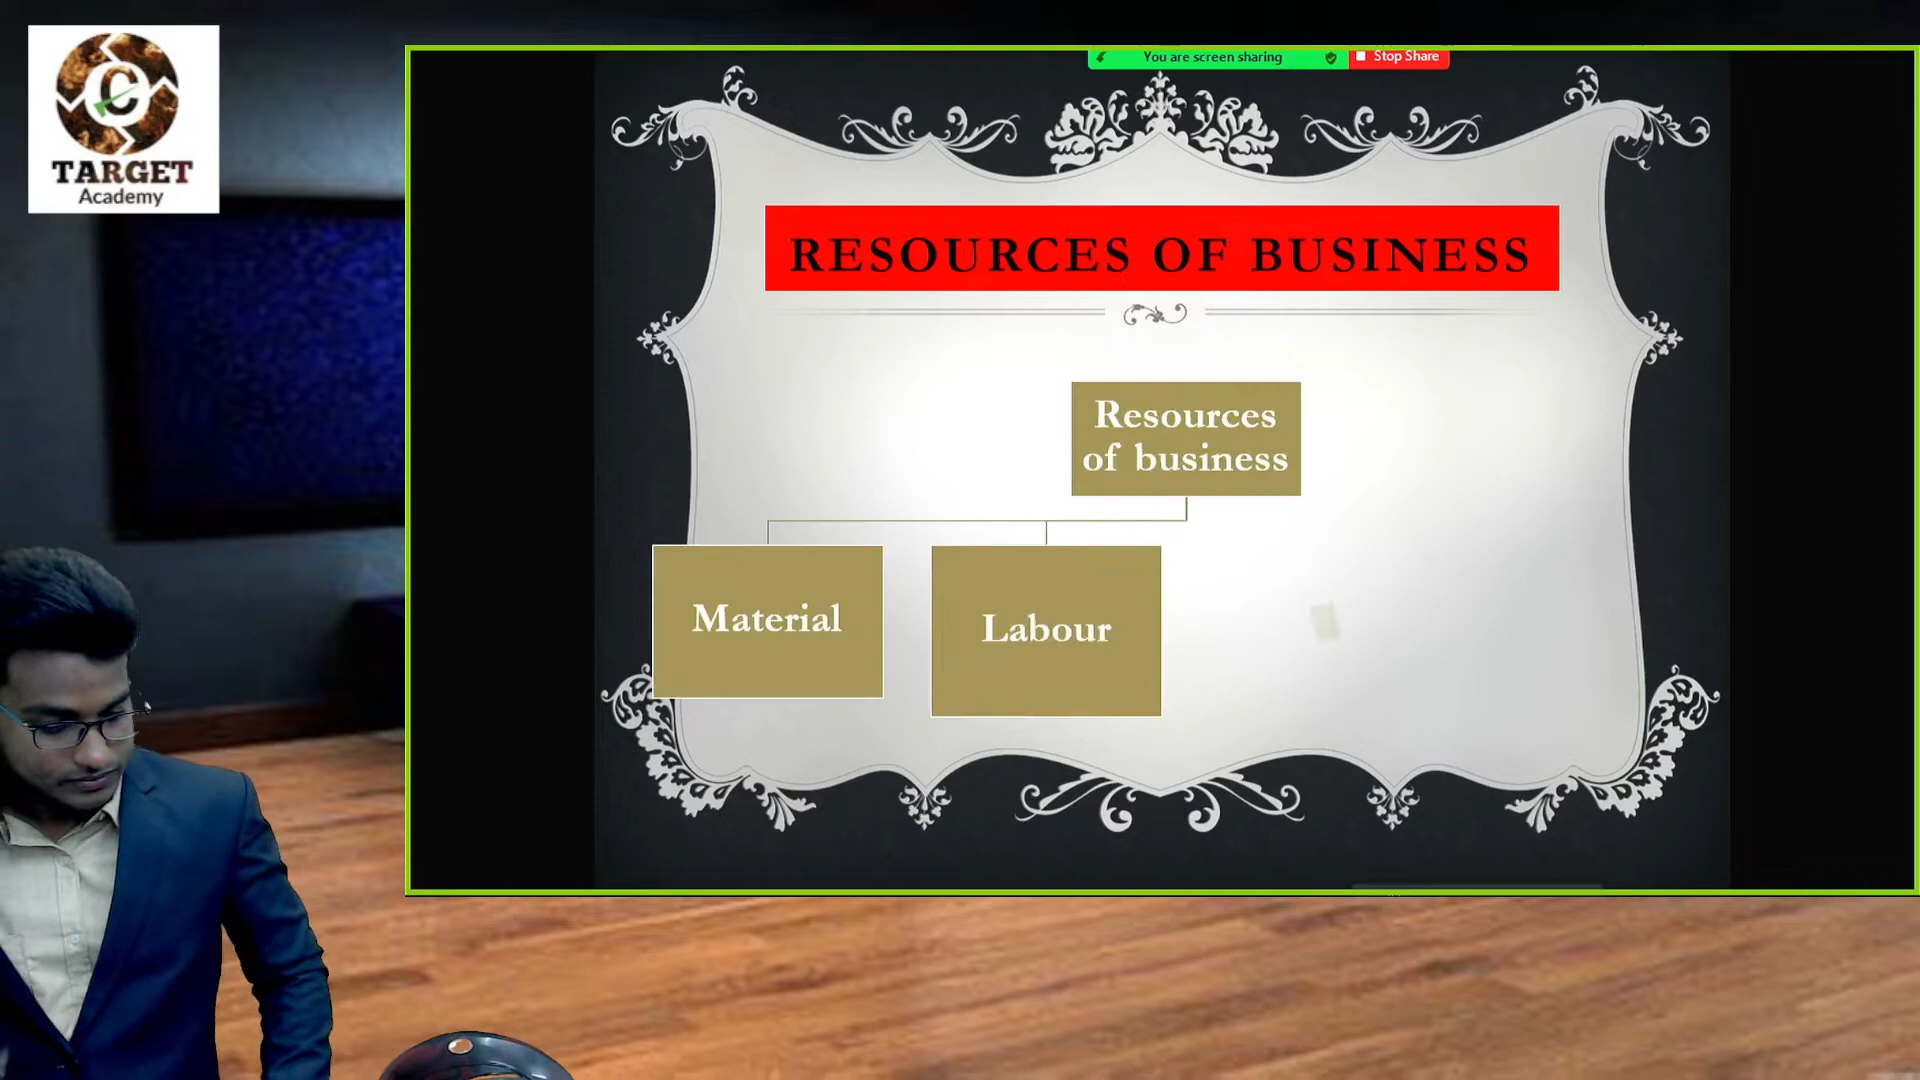 C
TARGET
Academy
You are screen sharing
Stop Share
RESOURCES OF BUSINESS
Resources
of business
Material
Labour